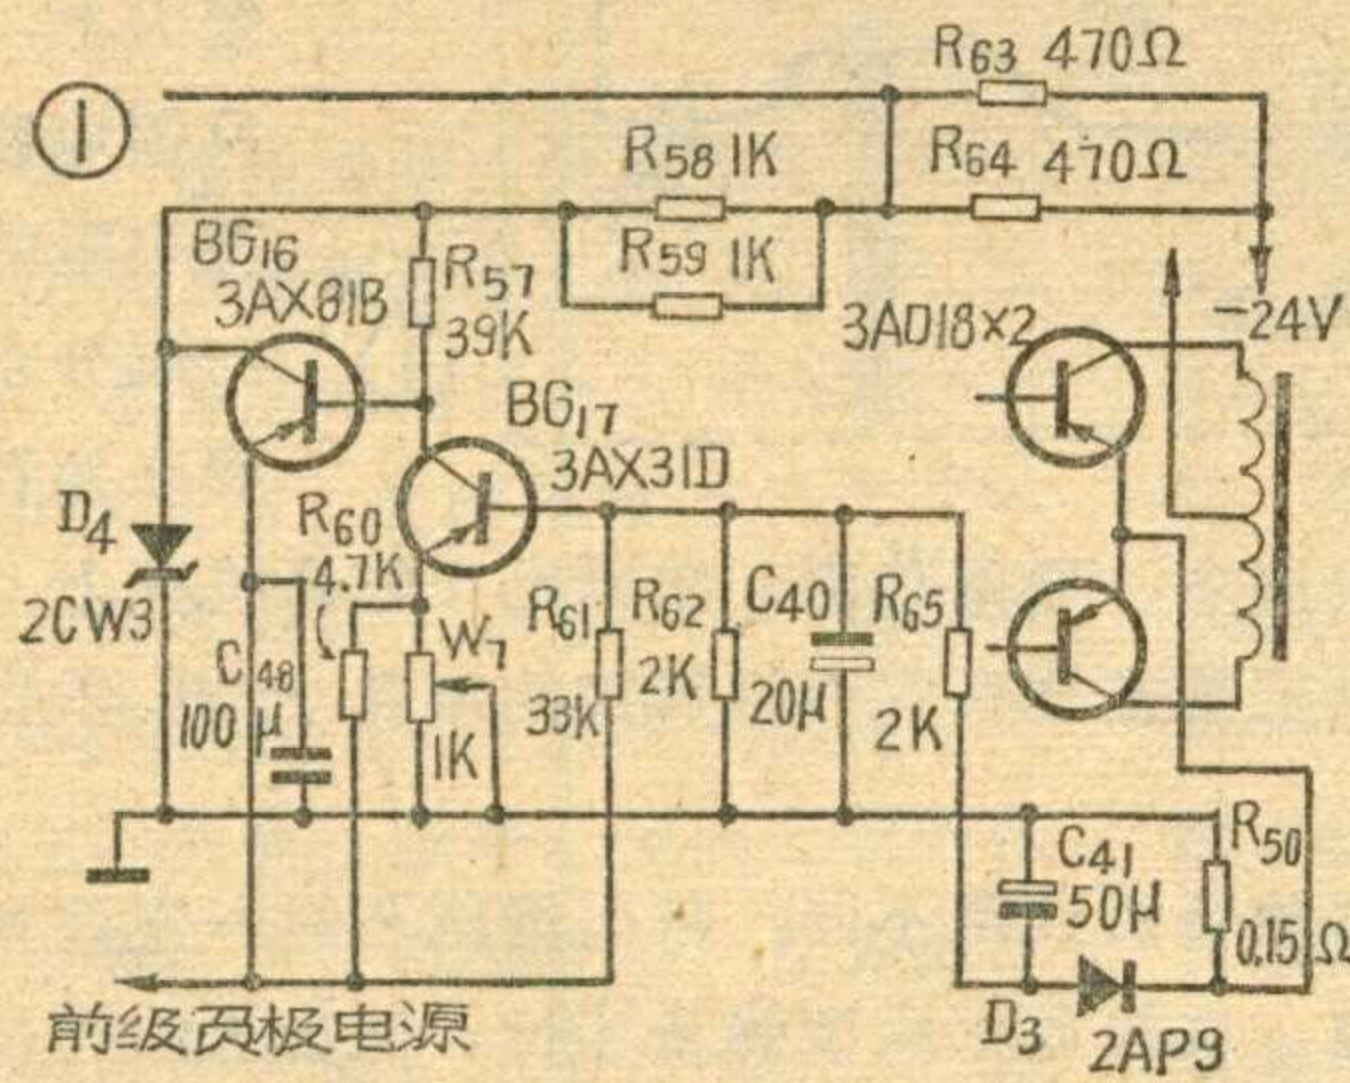 ①
R63 470Ω
R58 1K
R64 470Ω
R59 1K
BG16
3AX81B
R57
39K
3AD18×2
-24V
BG17
3AX31D
D4
2CW3
R60
4.7K
C48
100μ
W7
1K
R61
33K
R62
2K
C40
20μ
R65
2K
C41
50μ
R50
0.15Ω
D3
2AP9
前级负极电源